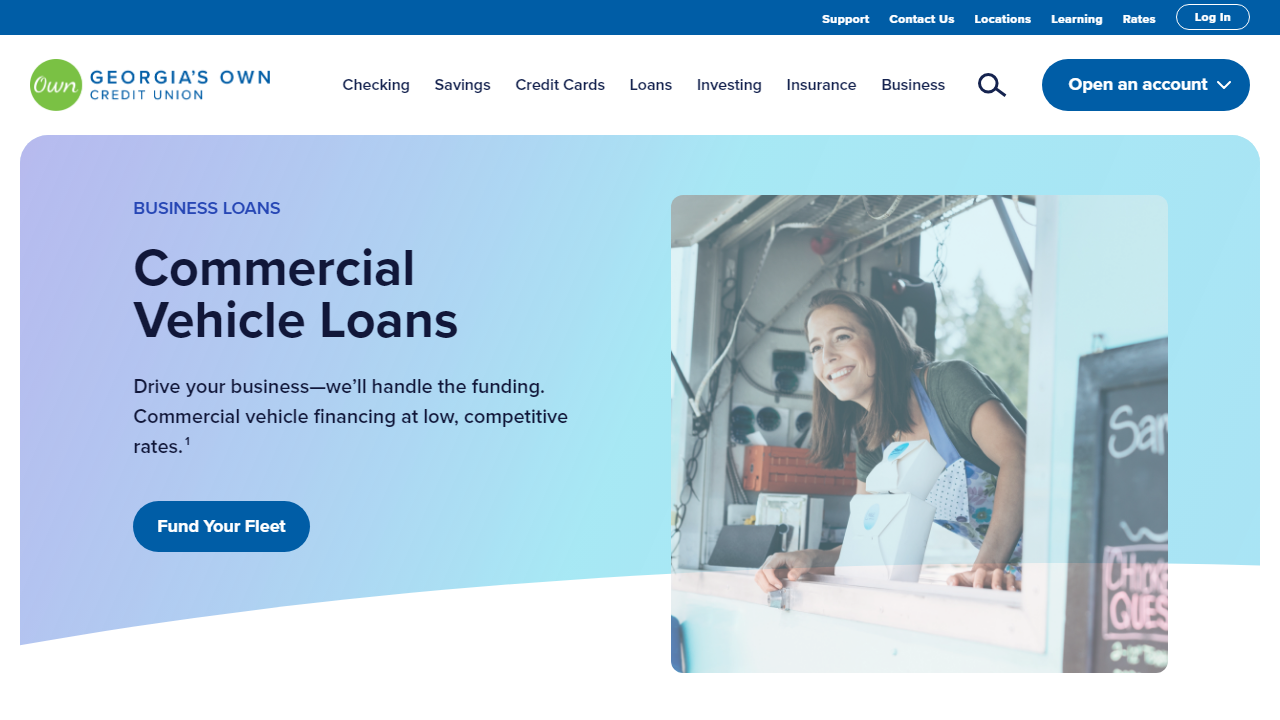 Support Contact Us Locations Learning Rates Log In
Own GEORGIA'S OWN
CREDIT UNION
Checking Savings Credit Cards Loans Investing Insurance Business Open an account
BUSINESS LOANS
Commercial
Vehicle Loans
Drive your business—we’ll handle the funding.
Commercial vehicle financing at low, competitive
rates.¹
Fund Your Fleet